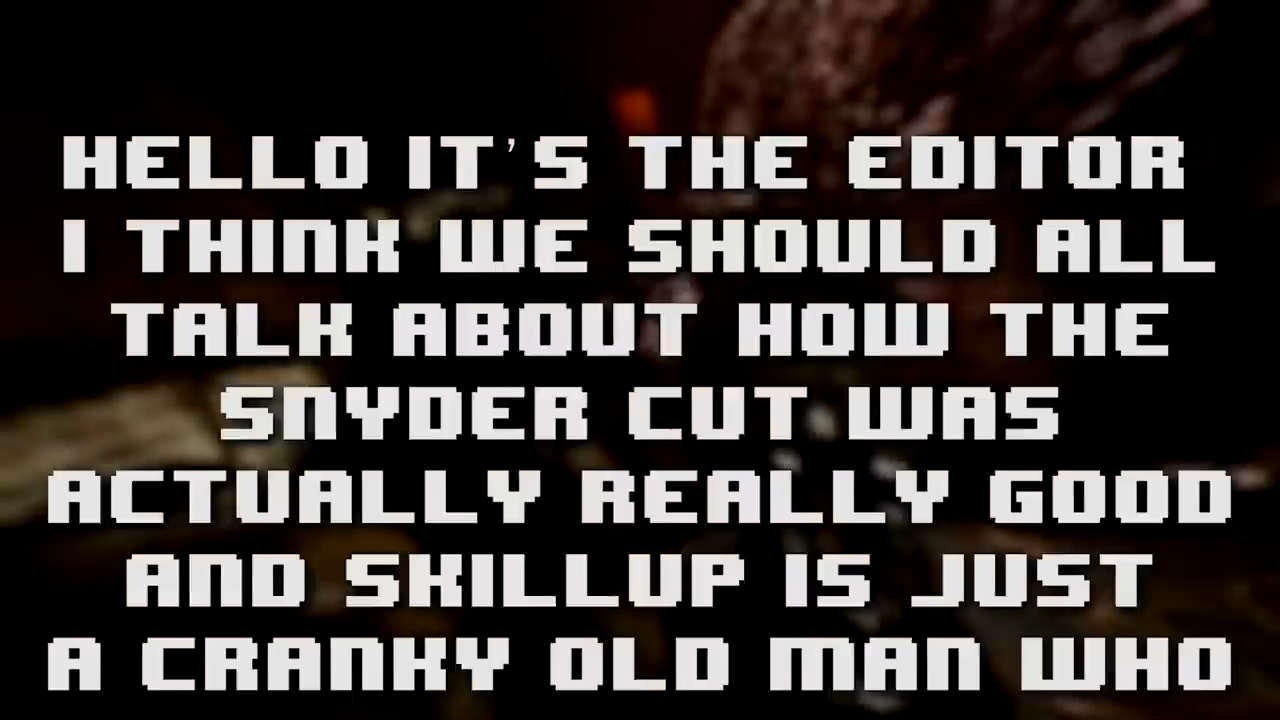 HELLO IT'S THE EDITOR
I THINK WE SHOULD ALL
TALK ABOUT HOW THE
SNYDER CUT WAS
ACTUALLY REALLY GOOD
AND SKILLUP IS JUST
A CRANKY OLD MAN WHO